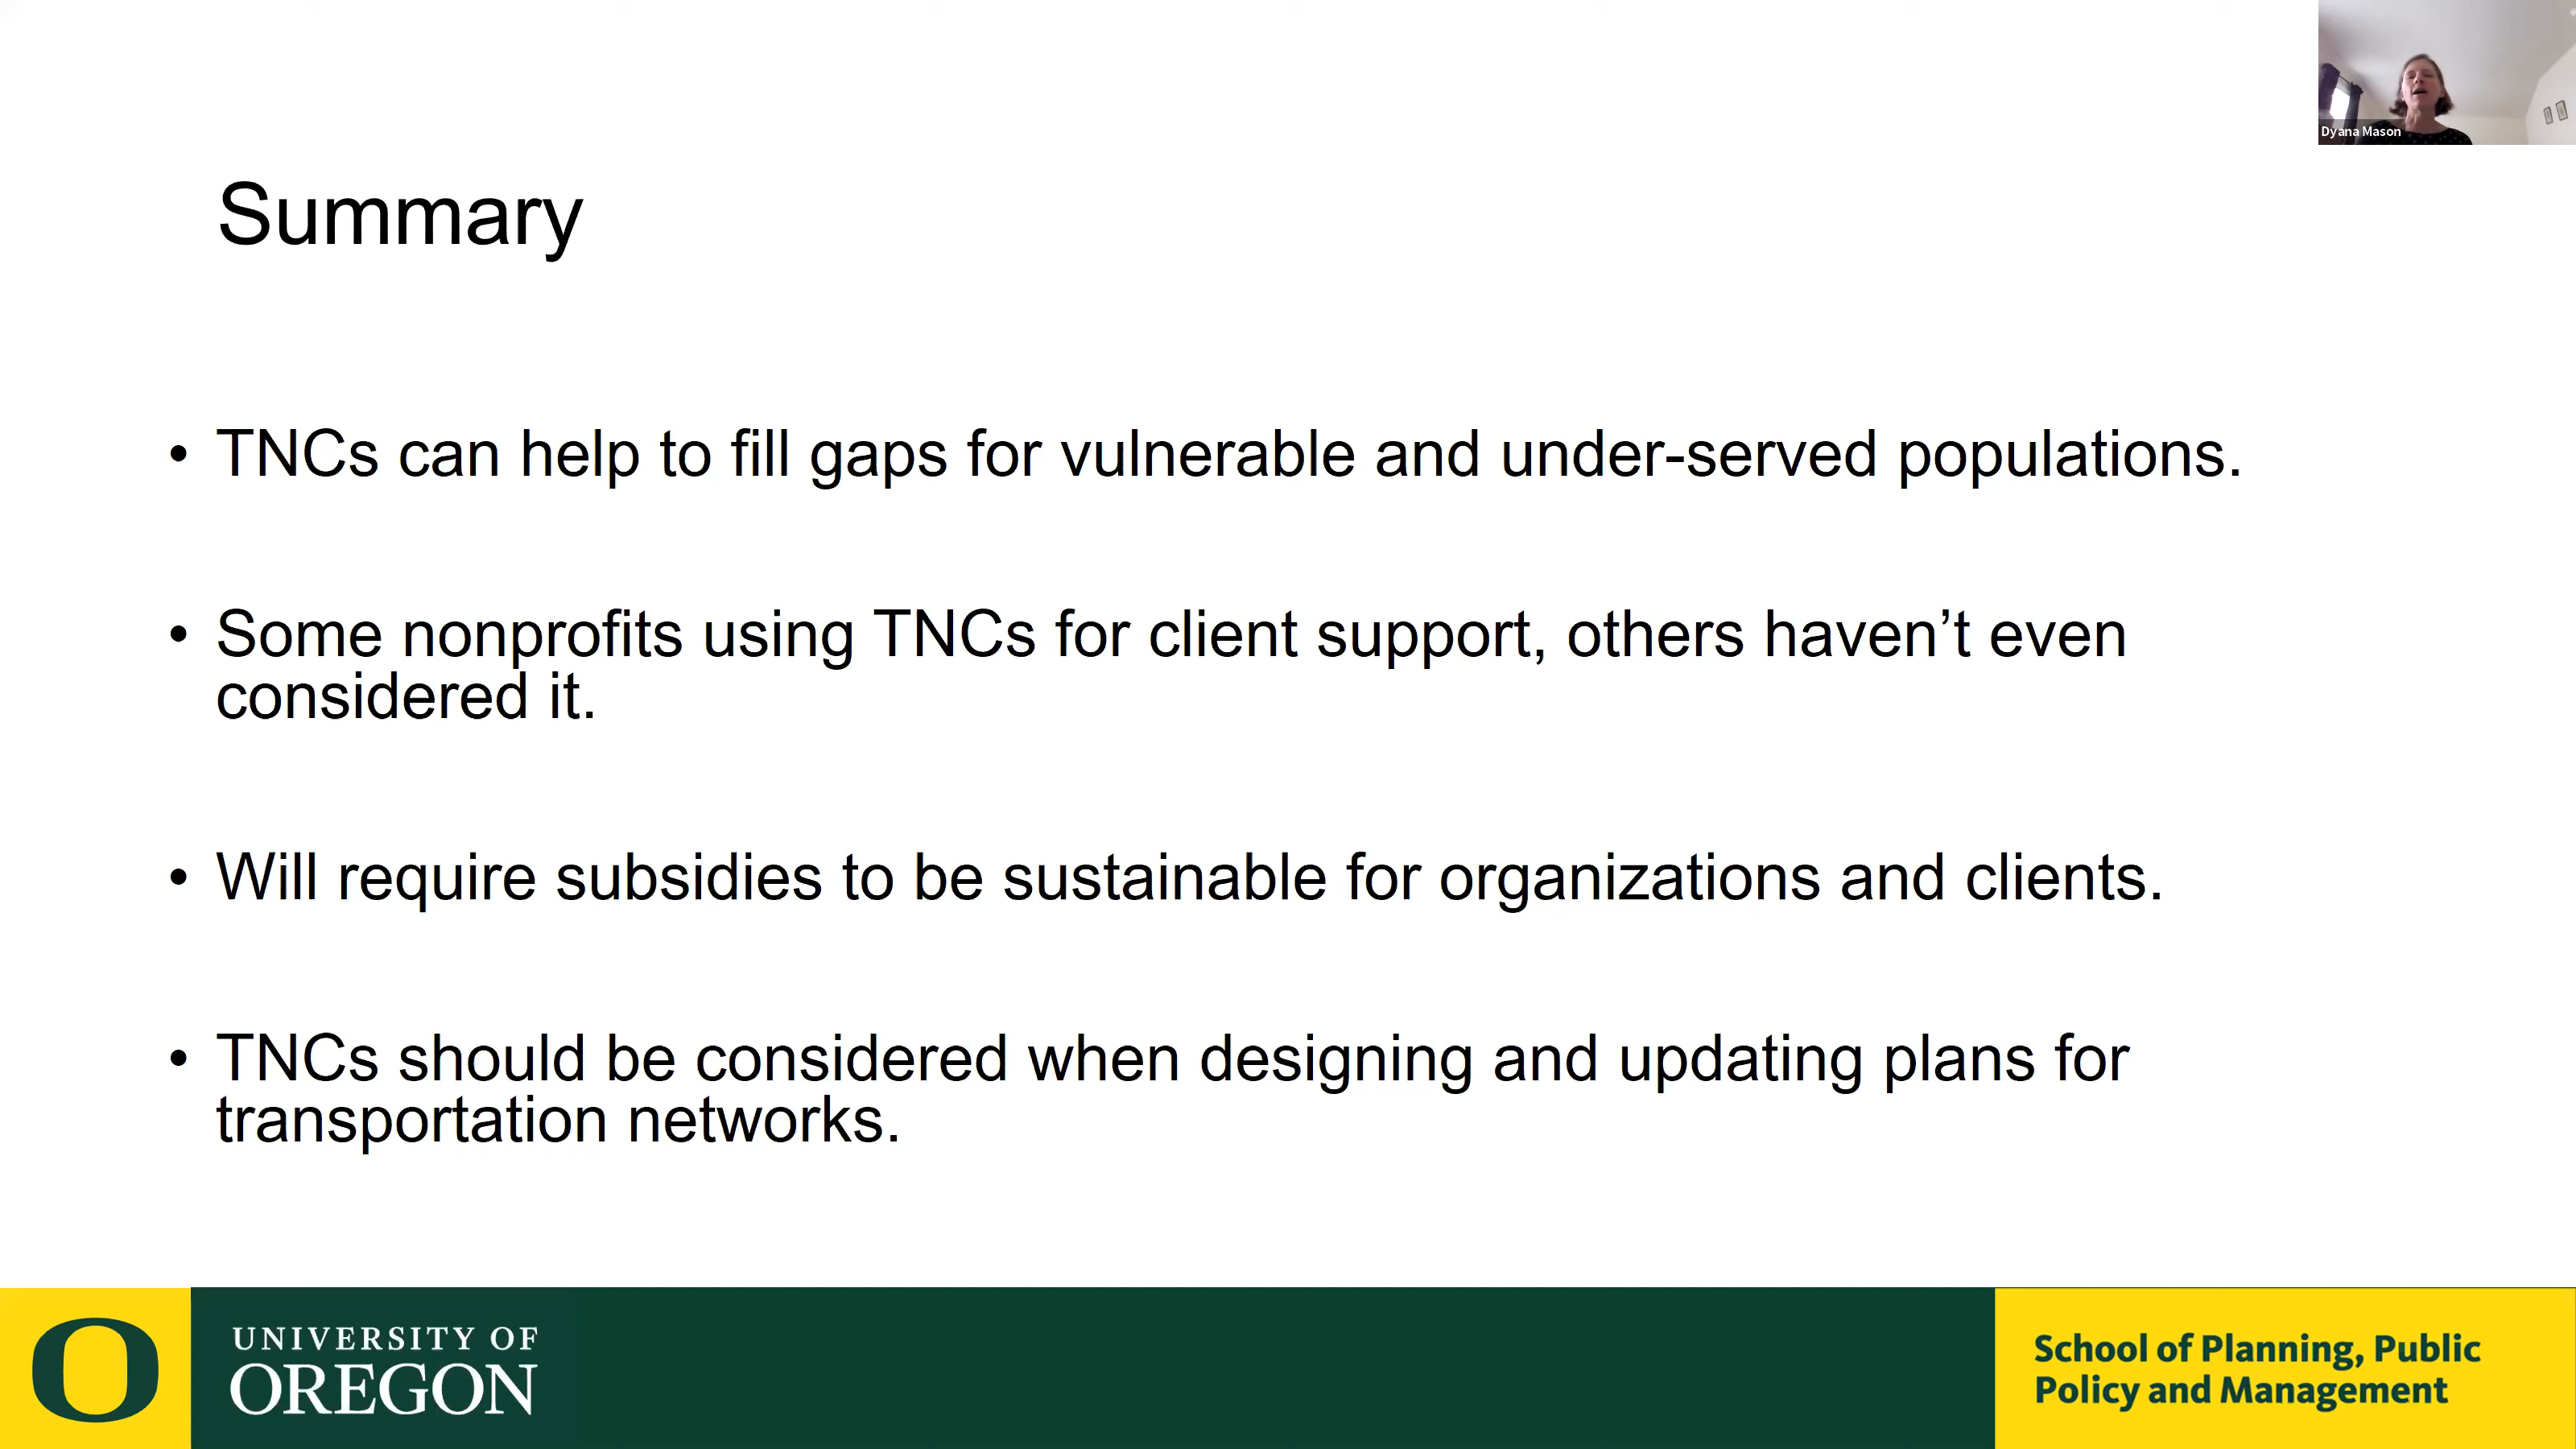 Dyana Mason
Summary
• TNCs can help to fill gaps for vulnerable and under-served populations.
• Some nonprofits using TNCs for client support, others haven’t even
considered it.
• Will require subsidies to be sustainable for organizations and clients.
• TNCs should be considered when designing and updating plans for
transportation networks.
O
UNIVERSITY OF
OREGON
School of Planning, Public
Policy and Management